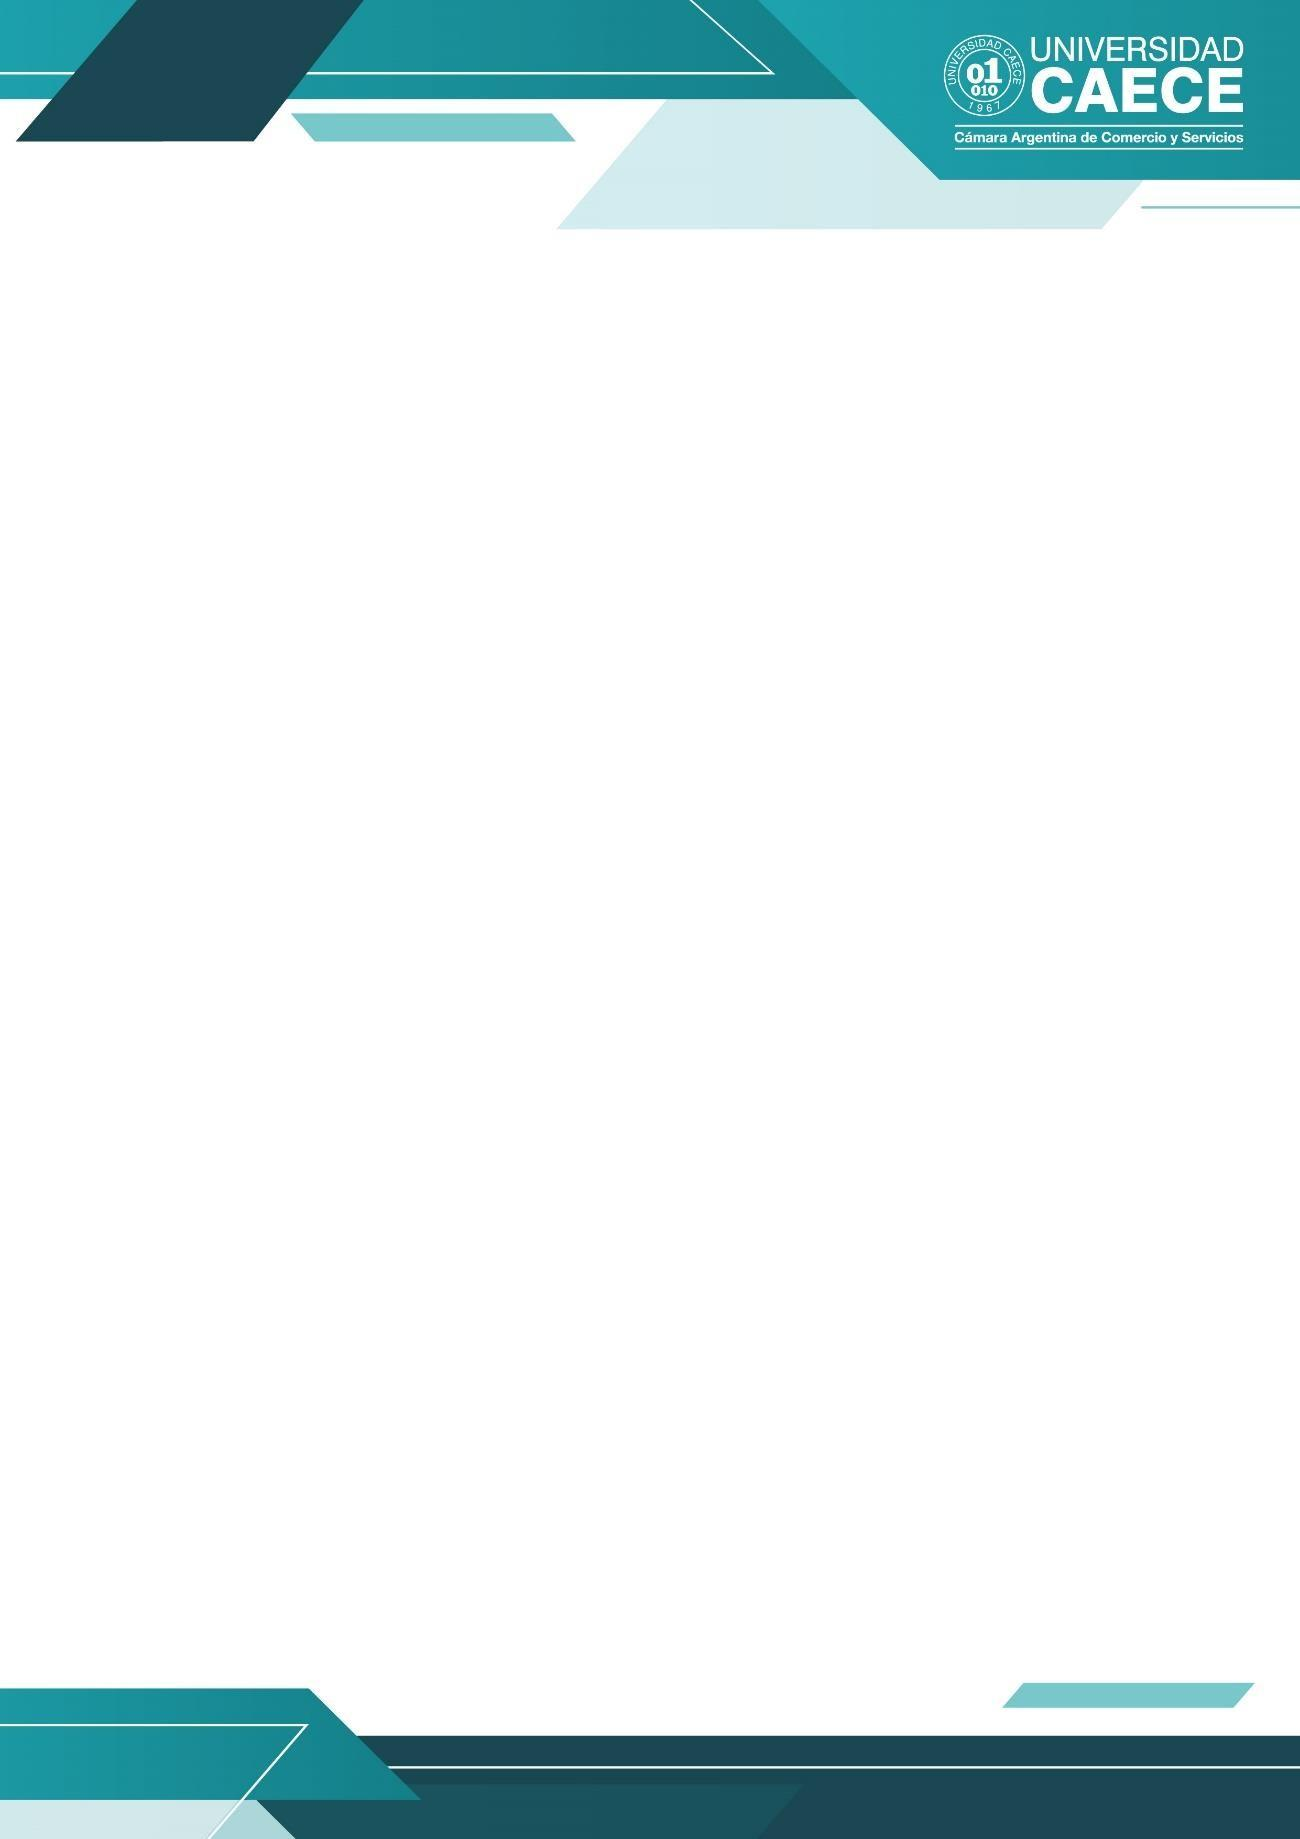 UNIVERSIDAD CAECE
01
010
1967
UNIVERSIDAD
CAECE
Cámara Argentina de Comercio y Servicios